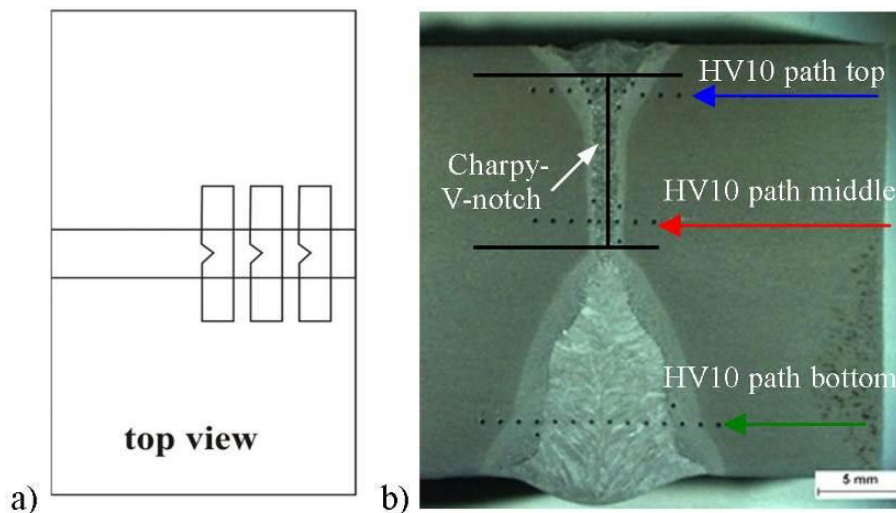 top view
a)
HV10 path top
Charpy-
V-notch
HV10 path middle
HV10 path bottom
5 mm
b)